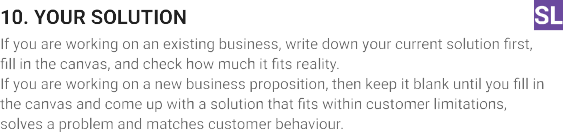 10. YOUR SOLUTION SL
If you are working on an existing business, write down your current solution first,
fill in the canvas, and check how much it fits reality.
If you are working on a new business proposition, then keep it blank until you fill in
the canvas and come up with a solution that fits within customer limitations,
solves a problem and matches customer behaviour.